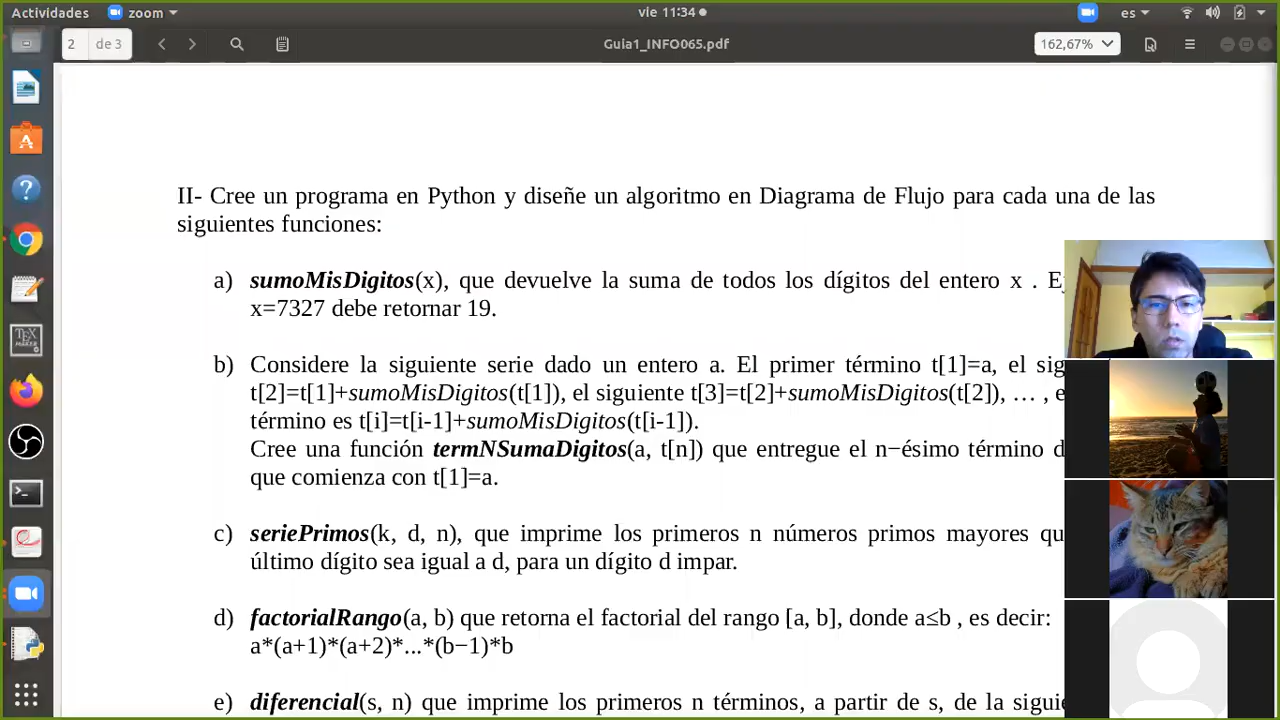 Actividades zoom vie 11:34 es
2 de 3 Guia1_INFO065.pdf 162,67%
II- Cree un programa en Python y diseñe un algoritmo en Diagrama de Flujo para cada una de las
siguientes funciones:
a) sumoMisDigitos(x), que devuelve la suma de todos los dígitos del entero x .
x=7327 debe retornar 19.
b) Considere la siguiente serie dado un entero a. El primer término t[1]=a, el
t[2]=t[1]+sumoMisDigitos(t[1]), el siguiente t[3]=t[2]+sumoMisDigitos(t[2]), … ,
término es t[i]=t[i-1]+sumoMisDigitos(t[i-1]).
Cree una función termNSumaDigitos(a, t[n]) que entregue el n−ésimo término
que comienza con t[1]=a.
c) seriePrimos(k, d, n), que imprime los primeros n números primos mayores
último dígito sea igual a d, para un dígito d impar.
d) factorialRango(a, b) que retorna el factorial del rango [a, b], donde a≤b , es decir:
a*(a+1)*(a+2)*...*(b−1)*b
e) diferencial(s, n) que imprime los primeros n términos, a partir de s, de la